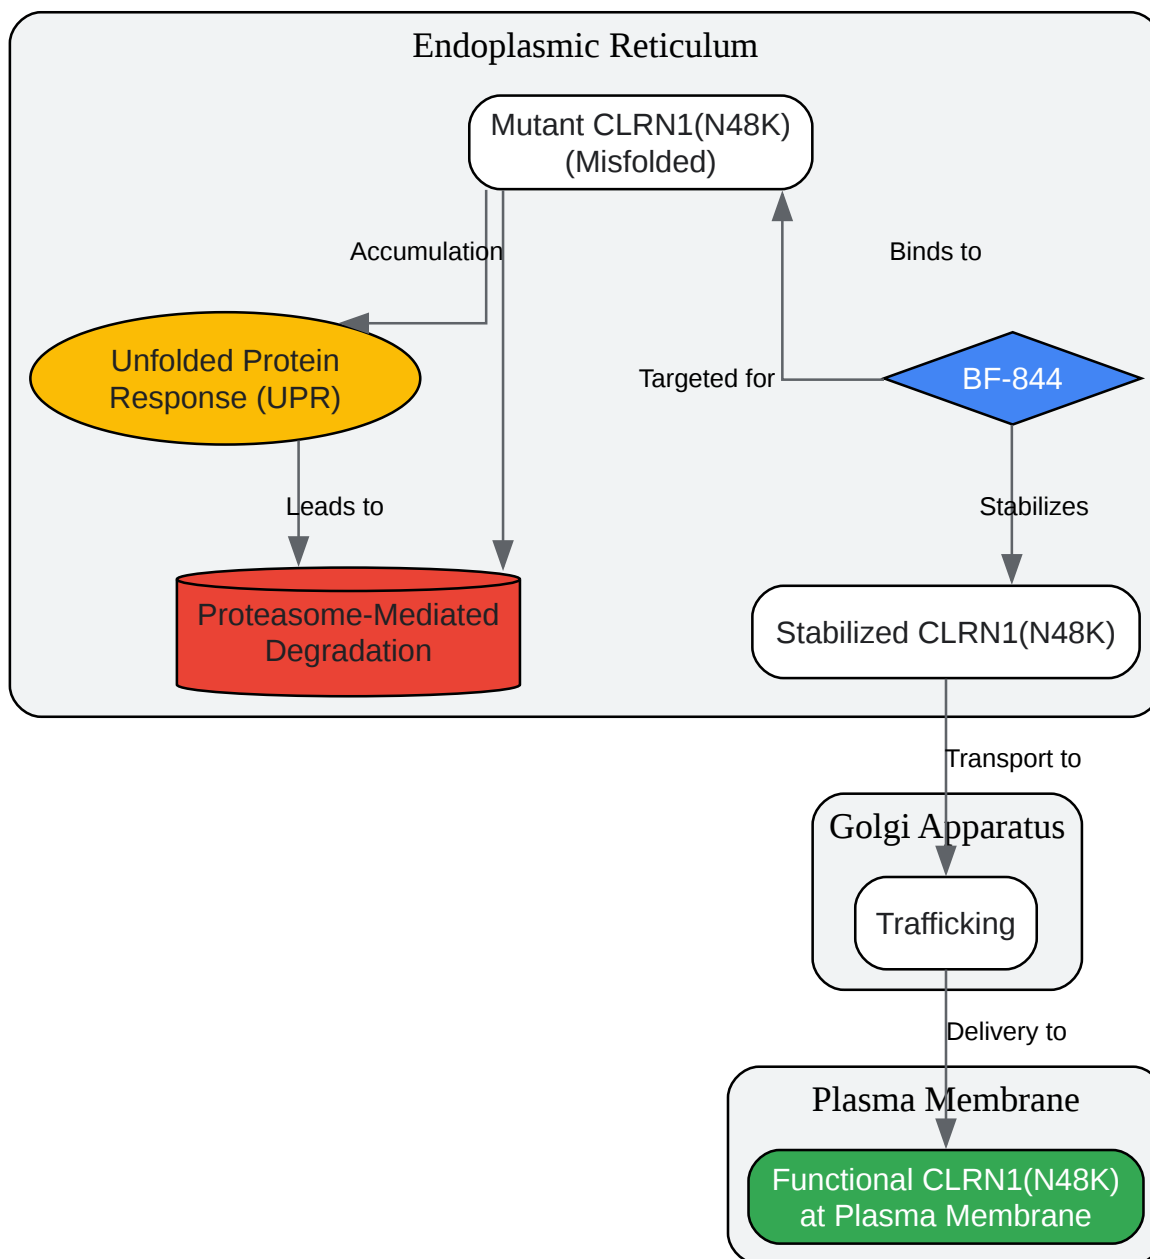 Endoplasmic Reticulum
Mutant CLRN1(N48K)
(Misfolded)
Accumulation
Binds to
Unfolded Protein
Response (UPR)
Targeted for
BF-844
Leads to
Stabilizes
Proteasome-Mediated
Degradation
Stabilized CLRN1(N48K)
Transport to
Golgi Apparatus
Trafficking
Delivery to
Plasma Membrane
Functional CLRN1(N48K)
at Plasma Membrane